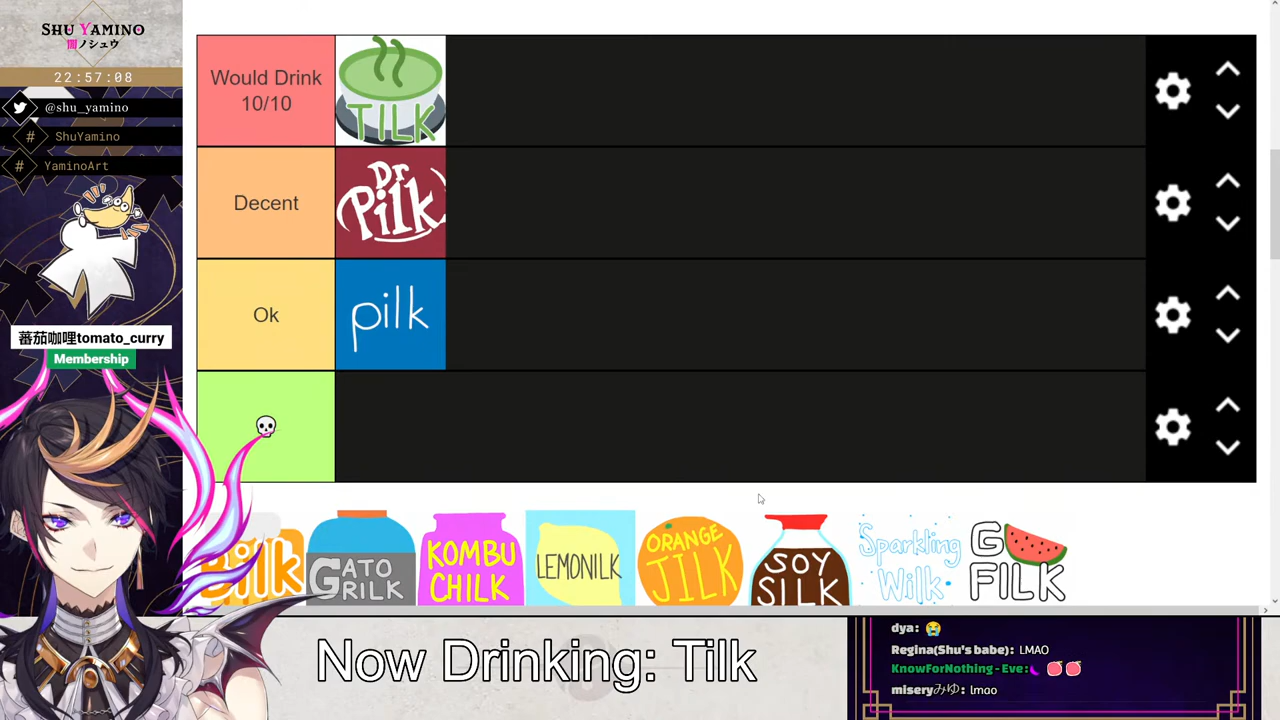 SHU YAMINO
闇ノシュウ
22:57:08
@shu_yamino
# ShuYamino
# YaminoArt
蕃茄咖哩tomato_curry
Membership
Would Drink
10/10
TILK
Decent
Dr
Pilk
Ok
pilk
Bilk
GATO
GRILK
KOMBU
CHILK
LEMONILK
ORANGE
JILK
SOY
SILK
Sparkling
Wilk
G
FILK
Now Drinking: Tilk
dya:
Regina(Shu's babe): LMAO
KnowForNothing - Eve:
miseryみゆ: lmao